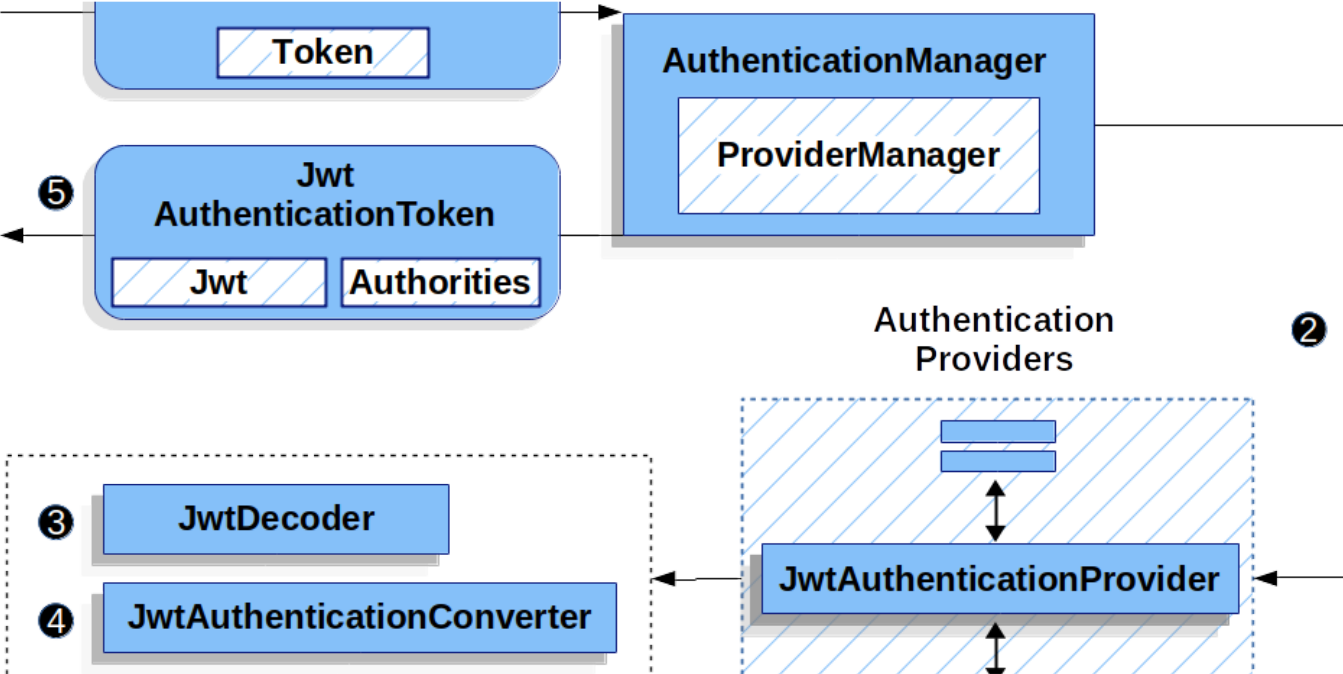 Token
AuthenticationManager
ProviderManager
5
Jwt
AuthenticationToken
Jwt
Authorities
Authentication
Providers
2
3
JwtDecoder
JwtAuthenticationProvider
4
JwtAuthenticationConverter